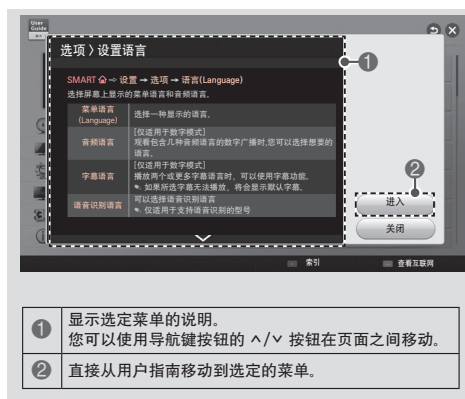 User
Guide
选项 〉设置语言
SMART ⇨ 设置 → 选项 → 语言(Language)
选择屏幕上显示的菜单语言和音频语言。
菜单语言
(Language)
选择一种显示的语言。
音频语言
[仅适用于数字模式]
观看包含几种音频语言的数字广播时,您可以选择想要的
语言。
字幕语言
[仅适用于数字模式]
播放两个或更多字幕语言时，可以使用字幕功能。
如果所选字幕无法播放，将会显示默认字幕。
语音识别语言
可以选择语音识别语言
仅适用于支持语音识别的型号
❶
❷
进入
关闭
索引
查看互联网
❶
显示选定菜单的说明。
您可以使用导航键按钮的 ∧/∨ 按钮在页面之间移动。
❷
直接从用户指南移动到选定的菜单。